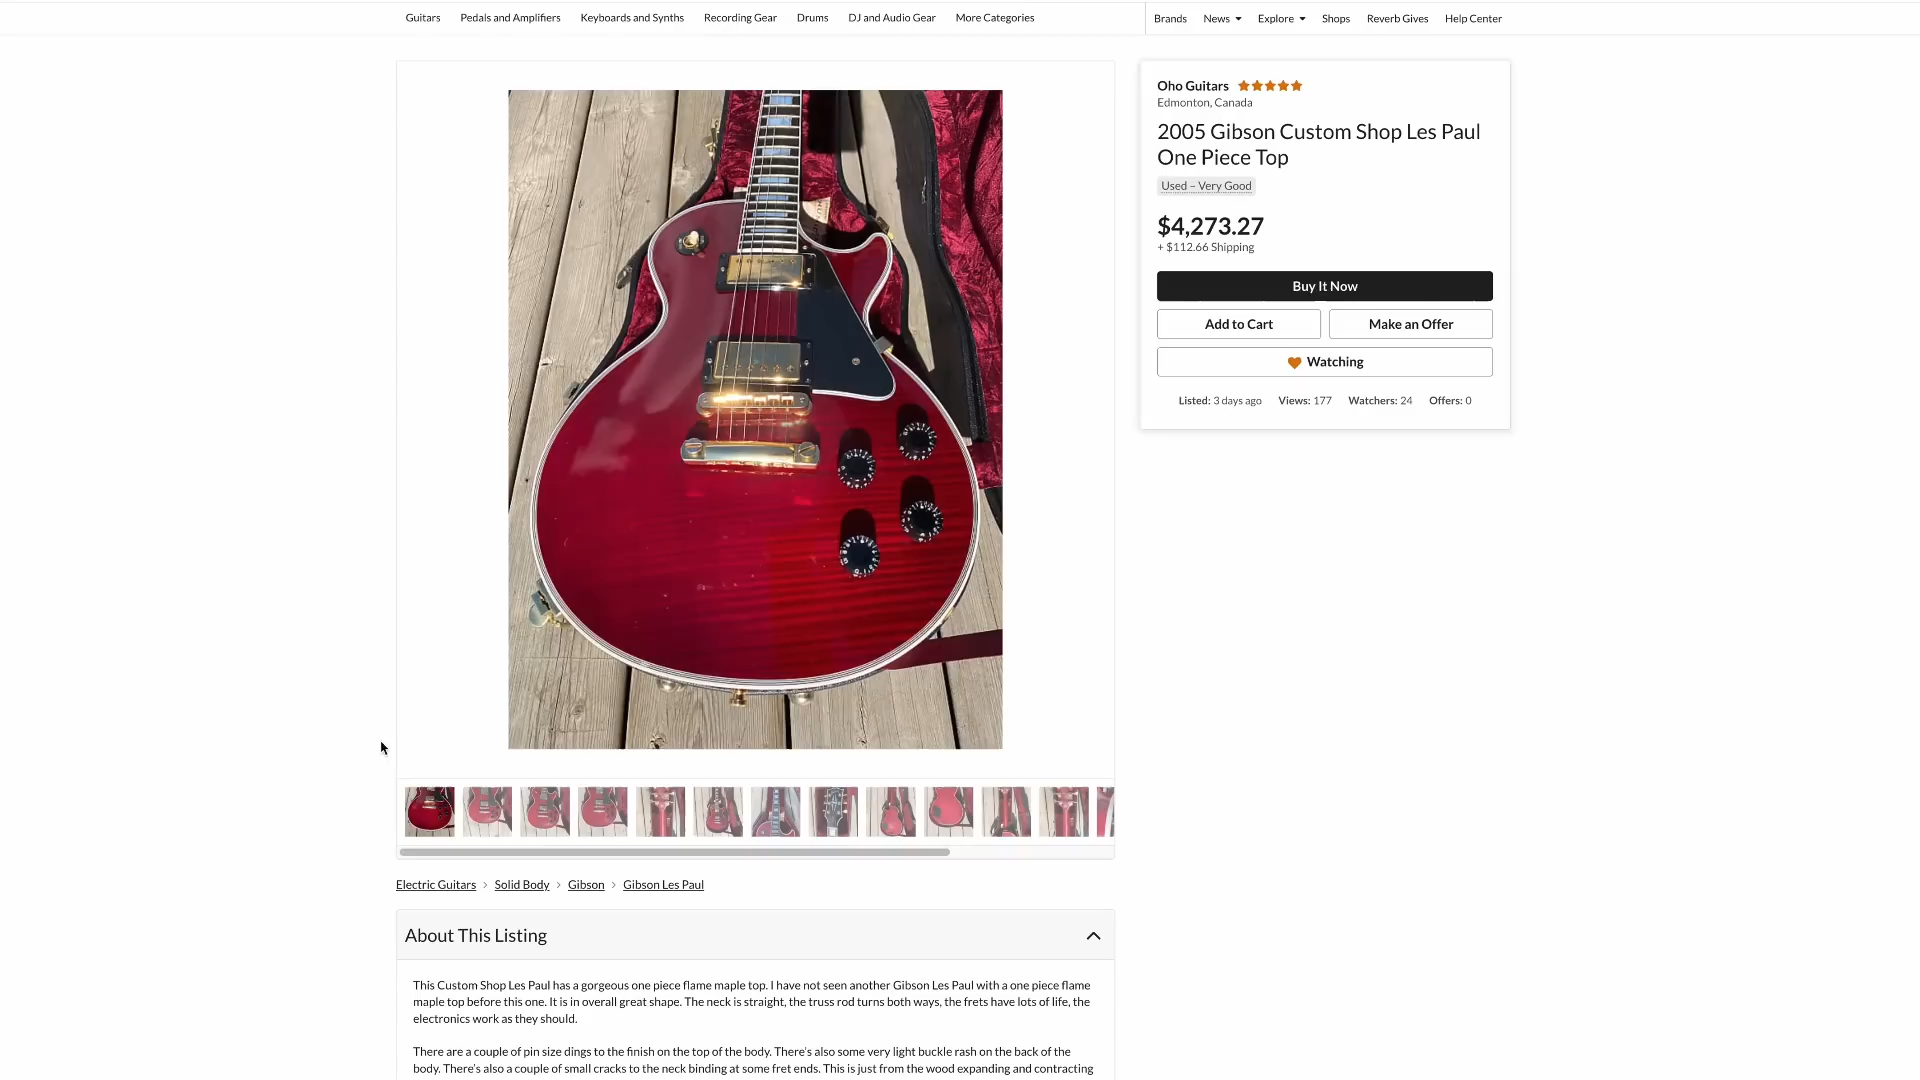 Guitars Pedals and Amplifiers Keyboards and Synths Recording Gear Drums DJ and Audio Gear More Categories Brands News Explore Shops Reverb Gives Help Center
Oho Guitars
Edmonton, Canada
2005 Gibson Custom Shop Les Paul
One Piece Top
Used – Very Good
$4,273.27
+ $112.66 Shipping
Buy It Now
Add to Cart Make an Offer
Watching
Listed: 3 days ago Views: 177 Watchers: 24 Offers: 0
Electric Guitars > Solid Body > Gibson > Gibson Les Paul
About This Listing
This Custom Shop Les Paul has a gorgeous one piece flame maple top. I have not seen another Gibson Les Paul with a one piece flame
maple top before this one. It is in overall great shape. The neck is straight, the truss rod turns both ways, the frets have lots of life, the
electronics work as they should.
There are a couple of pin size dings to the finish on the top of the body. There's also some very light buckle rash on the back of the
body. There's also a couple of small cracks to the neck binding at some fret ends. This is just from the wood expanding and contracting